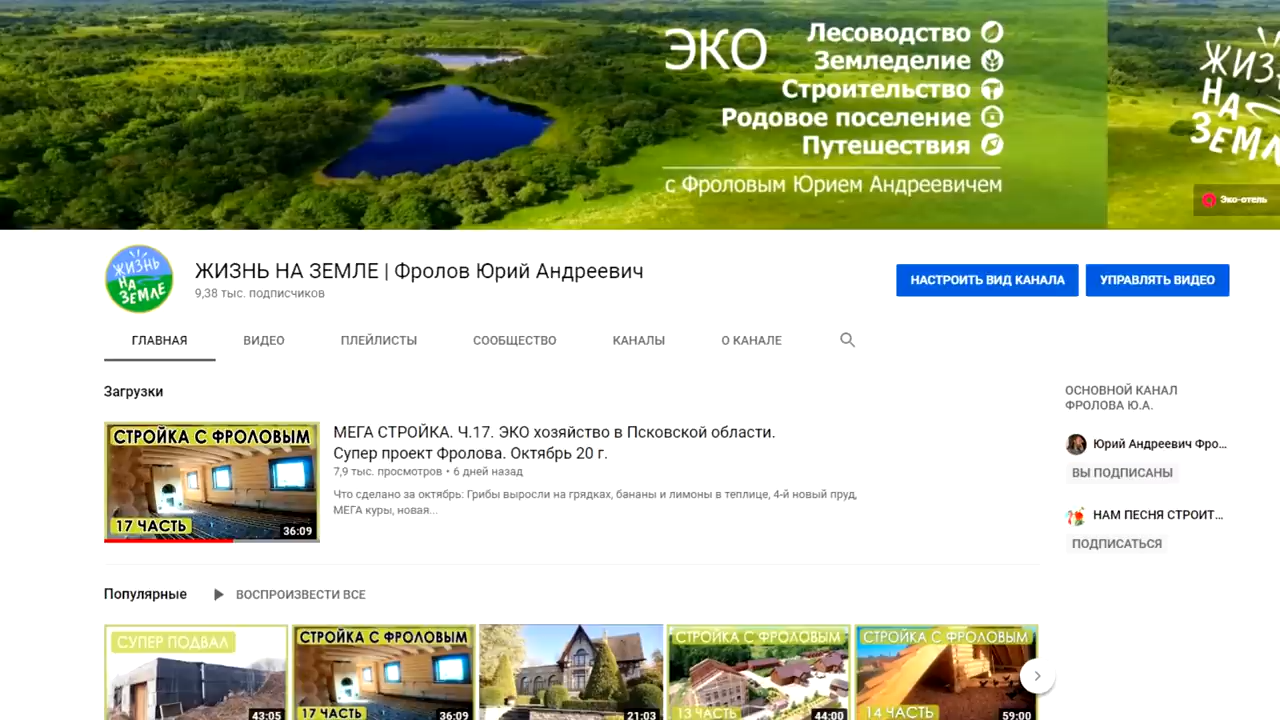 ЭКО
Лесоводство
Земледелие
Строительство
Родовое поселение
Путешествия
с Фроловым Юрием Андреевичем
ЖИЗНЬ
НА
ЗЕМЛЕ
Эко-отель
ЖИЗНЬ
НА
ЗЕМЛЕ
ЖИЗНЬ НА ЗЕМЛЕ | Фролов Юрий Андреевич
9,38 тыс. подписчиков
НАСТРОИТЬ ВИД КАНАЛА
УПРАВЛЯТЬ ВИДЕО
ГЛАВНАЯ
ВИДЕО
ПЛЕЙЛИСТЫ
СООБЩЕСТВО
КАНАЛЫ
О КАНАЛЕ
Загрузки
СТРОЙКА С ФРОЛОВЫМ
17 ЧАСТЬ
36:09
МЕГА СТРОЙКА. Ч.17. ЭКО хозяйство в Псковской области.
Супер проект Фролова. Октябрь 20 г.
7,9 тыс. просмотров • 6 дней назад
Что сделано за октябрь: Грибы выросли на грядках, бананы и лимоны в теплице, 4-й новый пруд,
МЕГА куры, новая...
ОСНОВНОЙ КАНАЛ
ФРОЛОВА Ю.А.
Юрий Андреевич Фро...
ВЫ ПОДПИСАНЫ
НАМ ПЕСНЯ СТРОИТ...
ПОДПИСАТЬСЯ
Популярные
ВОСПРОИЗВЕСТИ ВСЕ
СУПЕР ПОДВАЛ
43:05
СТРОЙКА С ФРОЛОВЫМ
17 ЧАСТЬ
36:09
21:03
СТРОЙКА С ФРОЛОВЫМ
13 ЧАСТЬ
44:00
СТРОЙКА С ФРОЛОВЫМ
14 ЧАСТЬ
59:00